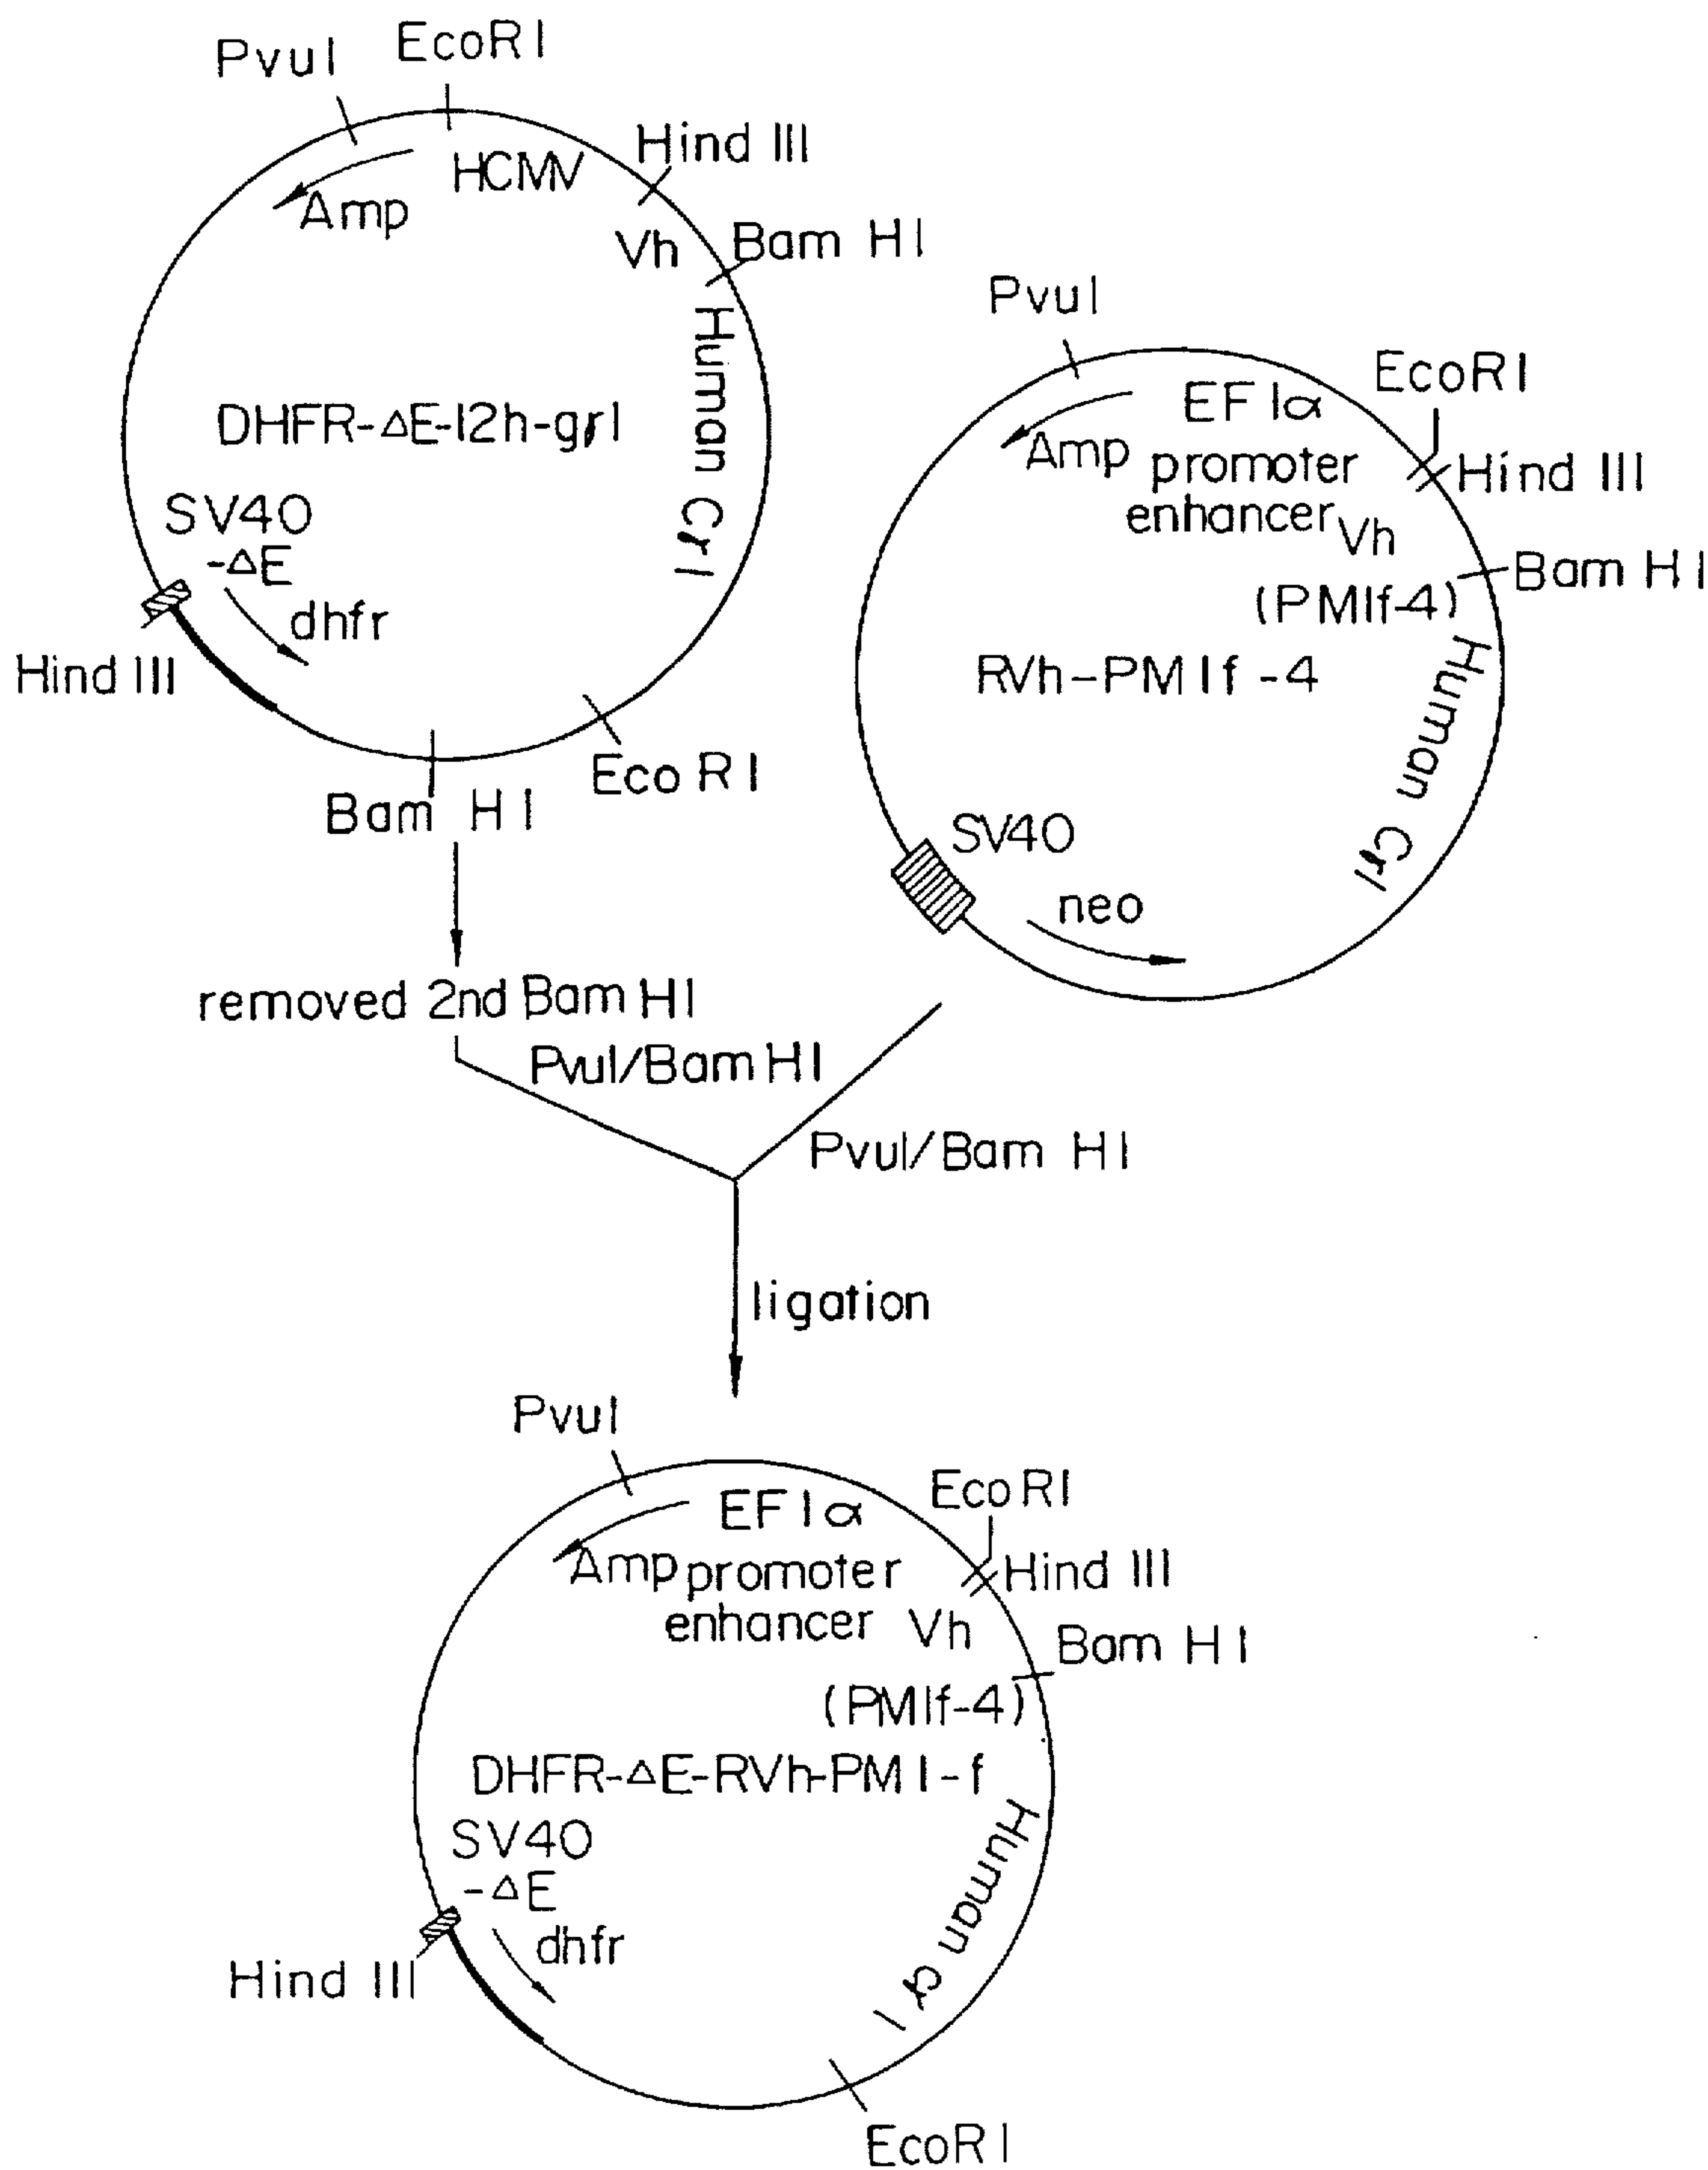 PvuI
EcoRI
Hind III
HCMV
Amp
Vh
Bam HI
Human Cγ1
DHFR-△E-12h-gγ1
SV40
-△E
dhfr
Hind III
Eco RI
Bam HI
PvuI
EcoRI
EF1α
Hind III
Amp
promoter
enhancer
Vh
Bam HI
(PM1f-4)
RVh-PM1f-4
Human Cγ1
SV40
neo
removed 2nd Bam HI
PvuI/Bam HI
PvuI/Bam HI
ligation
PvuI
EcoRI
EF1α
Amp promoter
Hind III
enhancer
Vh
Bam HI
(PM1f-4)
DHFR-△E-RVh-PM1-f
Human Cγ1
SV40
-△E
dhfr
Hind III
EcoRI